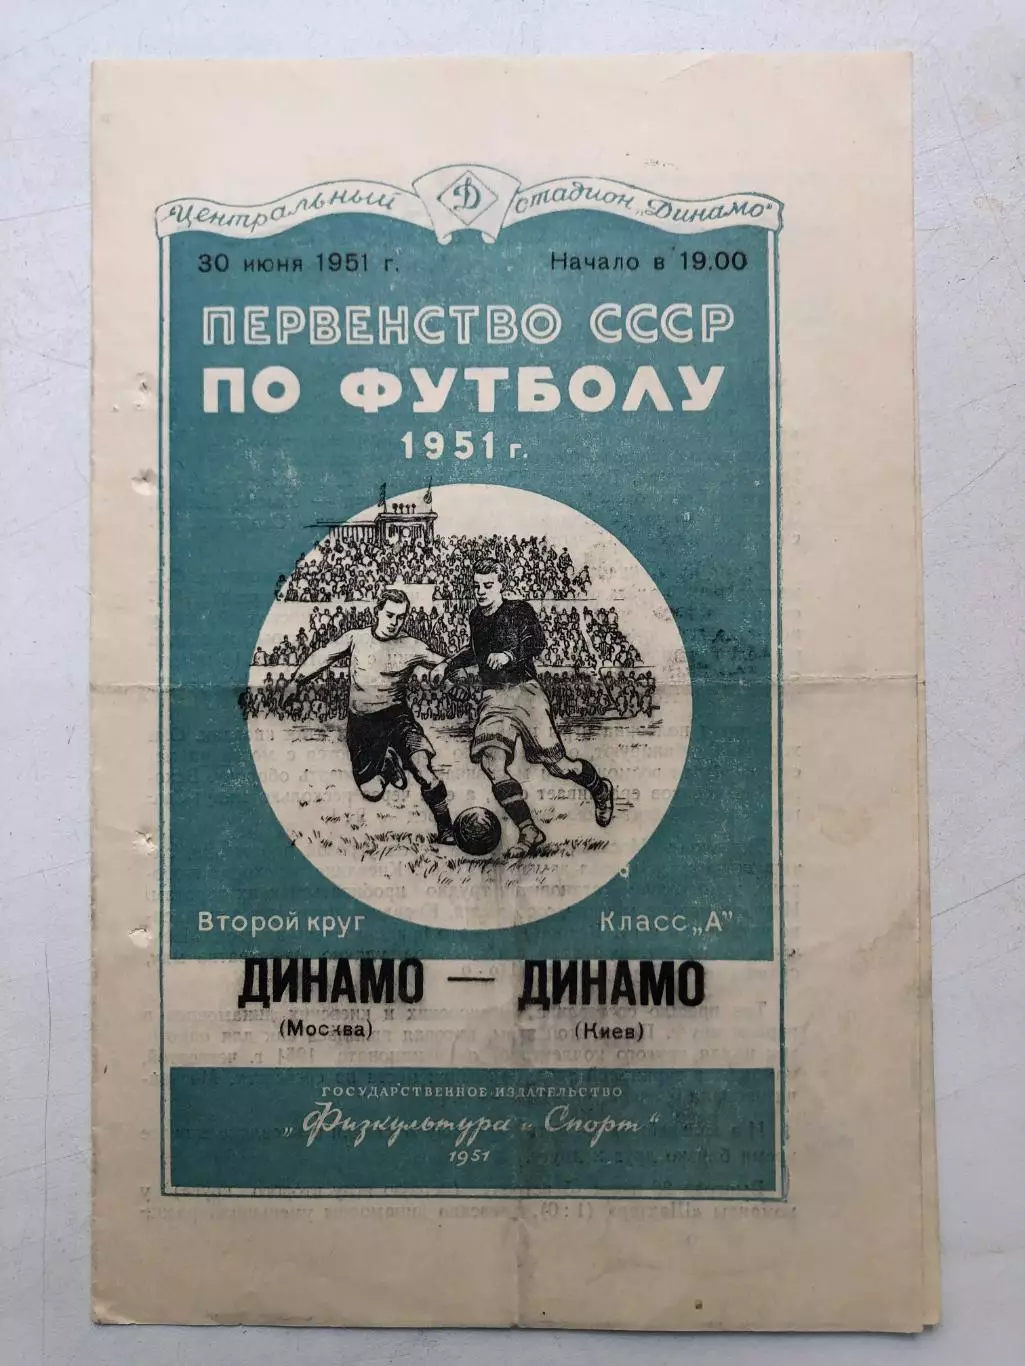 Центральный Д стадион „Динамо“
30 июня 1951 г. Начало в 19.00
ПЕРВЕНСТВО СССР
ПО ФУТБОЛУ
1951 г.
Второй круг Класс „А“
ДИНАМО — ДИНАМО
(Москва) (Киев)
ГОСУДАРСТВЕННОЕ ИЗДАТЕЛЬСТВО
„Физкультура и Спорт“
1951